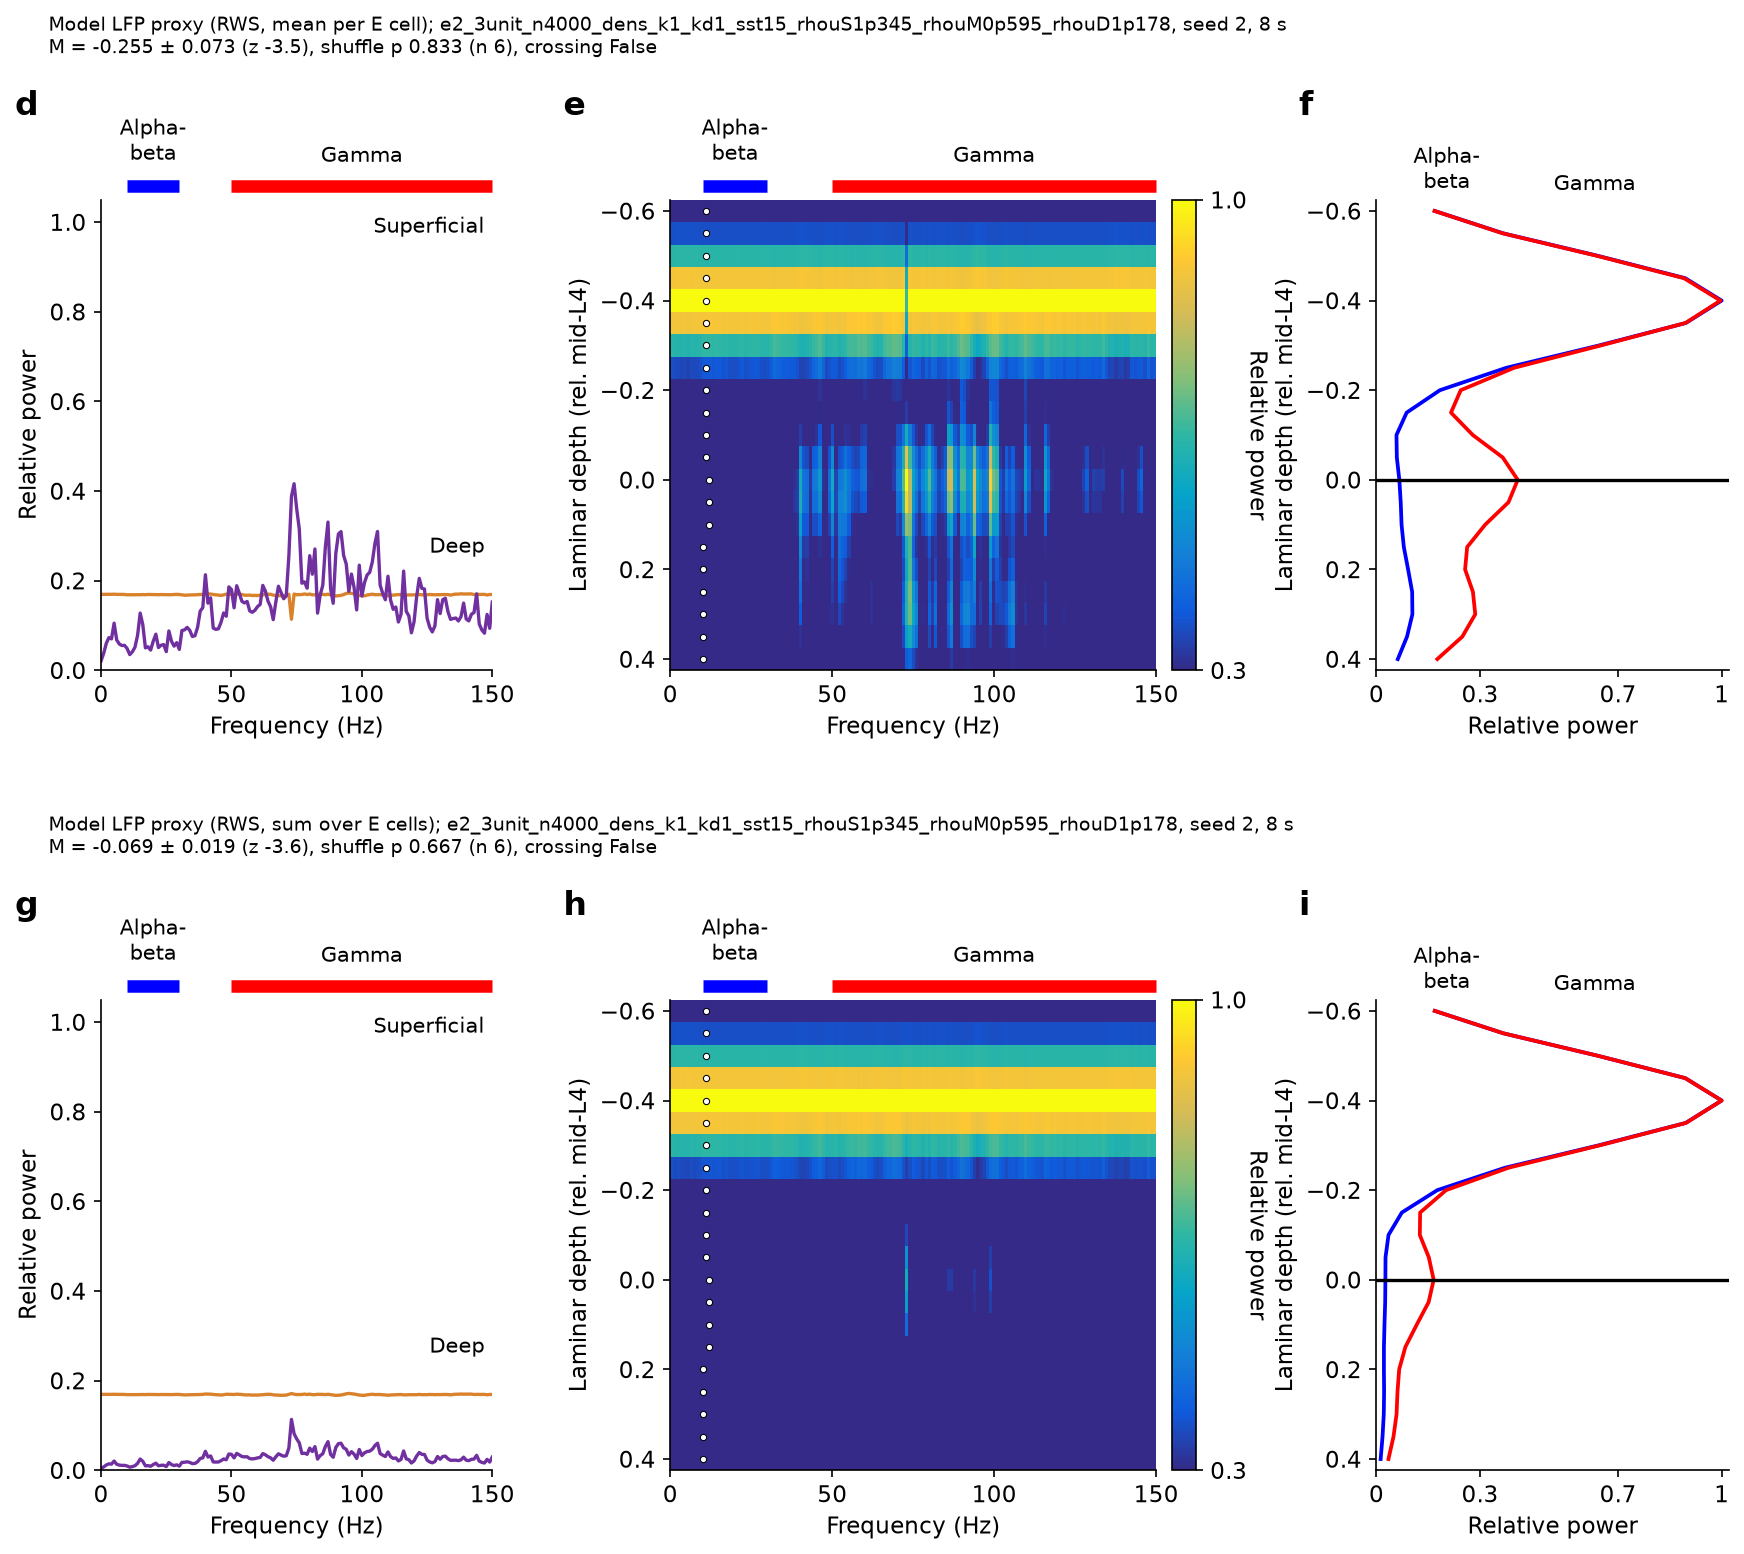 Model LFP proxy (RWS, mean per E cell); e2_3unit_n4000_dens_k1_kd1_sst15_rhouS1p345_rhouM0p595_rhouD1p178, seed 2, 8 s
M = -0.255 ± 0.073 (z -3.5), shuffle p 0.833 (n 6), crossing False
d
Alpha-
beta
Gamma
Superficial
Deep
Relative power
1.0
0.8
0.6
0.4
0.2
0.0
0
50
100
150
Frequency (Hz)
e
Alpha-
beta
Gamma
Laminar depth (rel. mid-L4)
−0.6
−0.4
−0.2
0.0
0.2
0.4
0
50
100
150
Frequency (Hz)
1.0
0.3
Relative power
f
Alpha-
beta
Gamma
Laminar depth (rel. mid-L4)
−0.6
−0.4
−0.2
0.0
0.2
0.4
0
0.3
0.7
1
Relative power
Model LFP proxy (RWS, sum over E cells); e2_3unit_n4000_dens_k1_kd1_sst15_rhouS1p345_rhouM0p595_rhouD1p178, seed 2, 8 s
M = -0.069 ± 0.019 (z -3.6), shuffle p 0.667 (n 6), crossing False
g
Alpha-
beta
Gamma
Superficial
Deep
Relative power
1.0
0.8
0.6
0.4
0.2
0.0
0
50
100
150
Frequency (Hz)
h
Alpha-
beta
Gamma
Laminar depth (rel. mid-L4)
−0.6
−0.4
−0.2
0.0
0.2
0.4
0
50
100
150
Frequency (Hz)
1.0
0.3
Relative power
i
Alpha-
beta
Gamma
Laminar depth (rel. mid-L4)
−0.6
−0.4
−0.2
0.0
0.2
0.4
0
0.3
0.7
1
Relative power